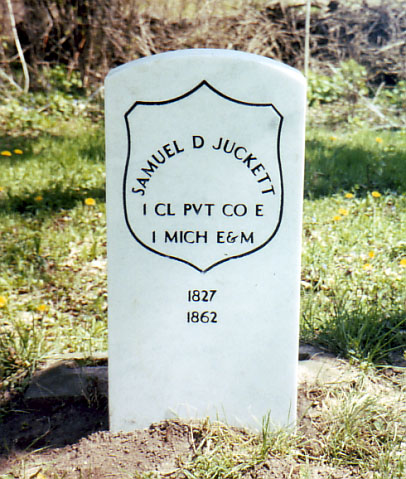 SAMUEL D JUCKETT
1 CL PVT CO E
1 MICH E&M
1827
1862